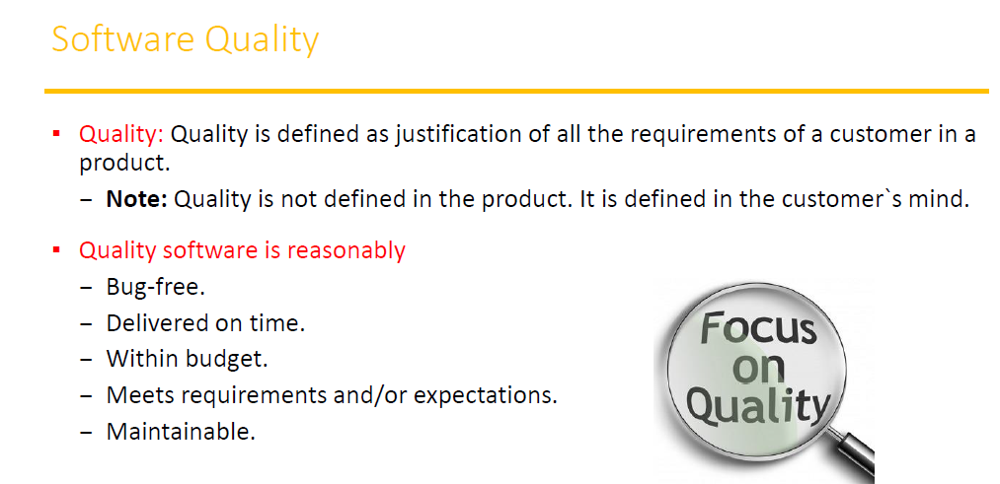 Software Quality
▪ Quality: Quality is defined as justification of all the requirements of a customer in a
product.
– Note: Quality is not defined in the product. It is defined in the customer`s mind.
▪ Quality software is reasonably
– Bug-free.
– Delivered on time.
– Within budget.
– Meets requirements and/or expectations.
– Maintainable.
Focus
on
Quality